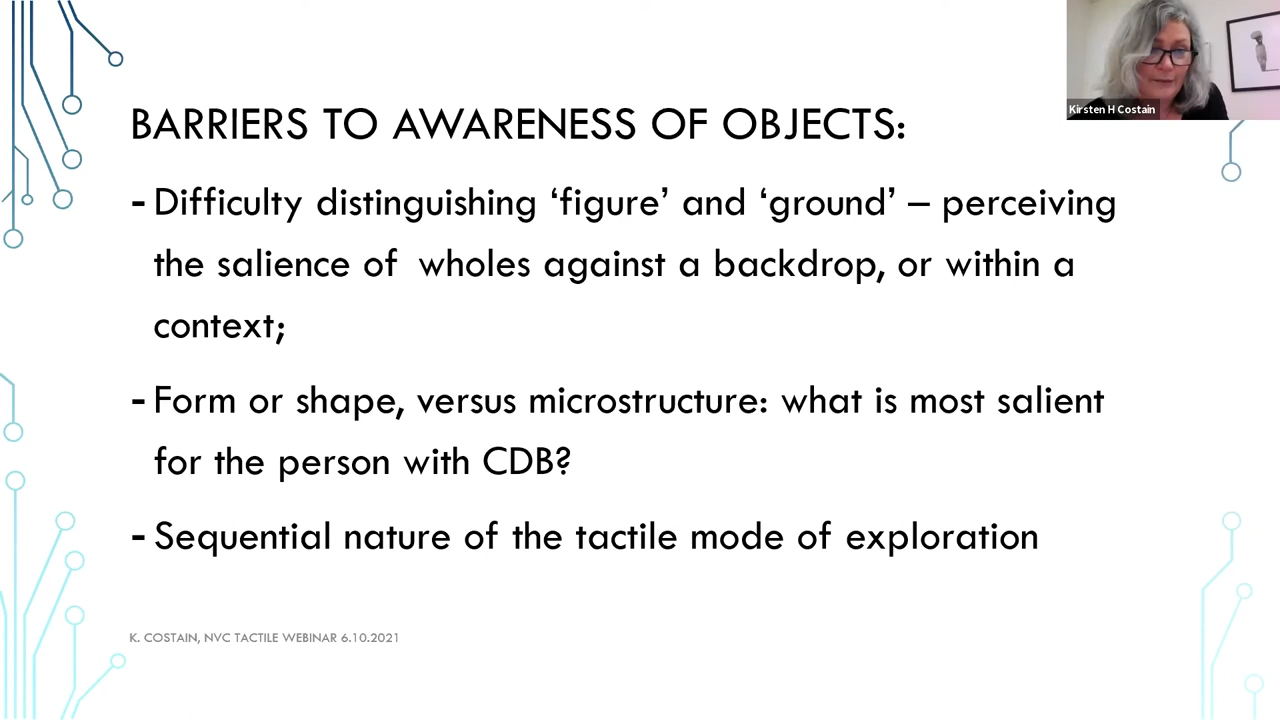 Kirsten H Costain
BARRIERS TO AWARENESS OF OBJECTS:
- Difficulty distinguishing ‘figure’ and ‘ground’ – perceiving
the salience of wholes against a backdrop, or within a
context;
- Form or shape, versus microstructure: what is most salient
for the person with CDB?
- Sequential nature of the tactile mode of exploration
K. COSTAIN, NVC TACTILE WEBINAR 6.10.2021